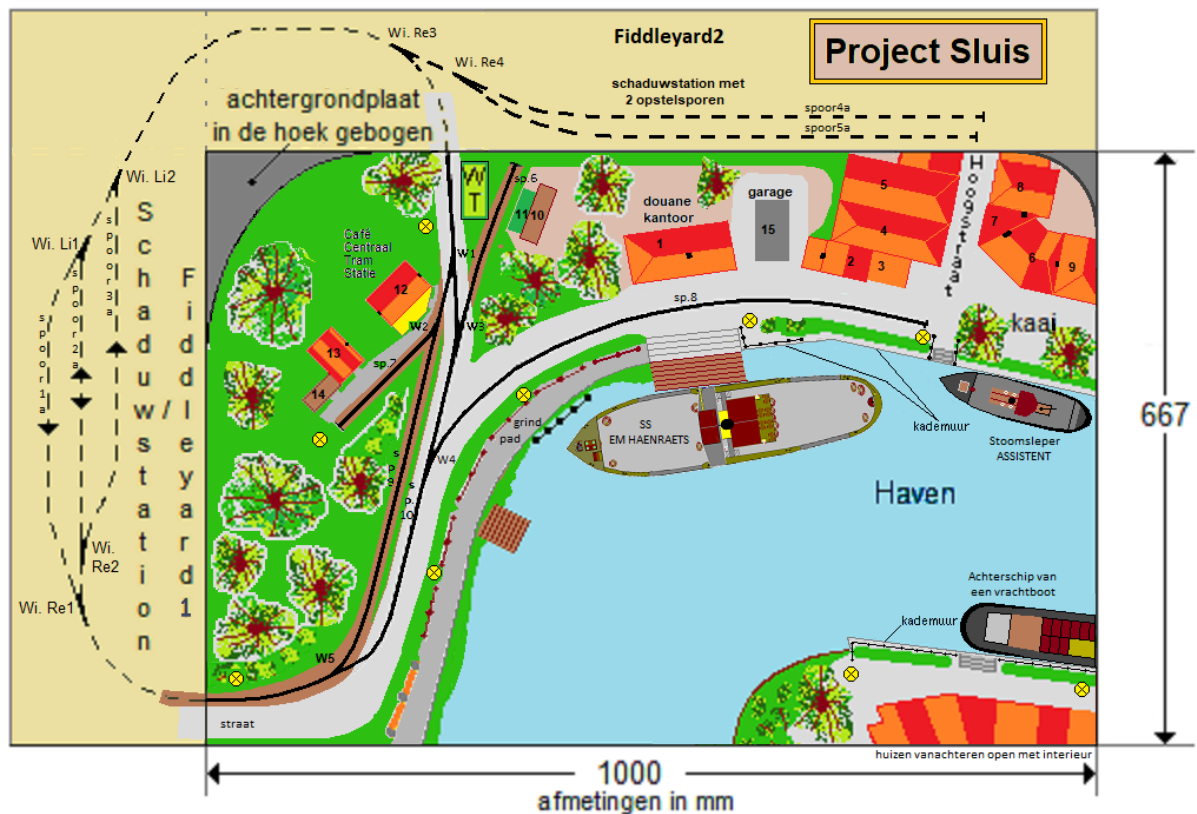 Wi. Re3
Fiddleyard2
Project Sluis
Wi. Re4
schaduwstation met
2 opstelsporen
spoor4a
spoor5a
achtergrondplaat
in de hoek gebogen
Wi. Li2
Wi. Li1
spoor1a
spoor2a
spoor3a
Schaduwstation
w/
Fiddleyard1
W
T
sp.6
11
10
douane
kantoor
garage
15
1
5
4
2
3
Hoogstraat
8
7
6
9
Café
Centraal
Tram
Statie
12
W1
W2
W3
13
14
sp.7
sp.8
kaai
667
grind
pad
SS
EM HAENRAETS
kademuur
Stoomsleper
ASSISTENT
W4
sp.9
sp.10
Haven
Wi.
Re2
Wi. Re1
Achterschip van
een vrachtboot
kademuur
W5
straat
huizen vanachteren open met interieur
1000
afmetingen in mm